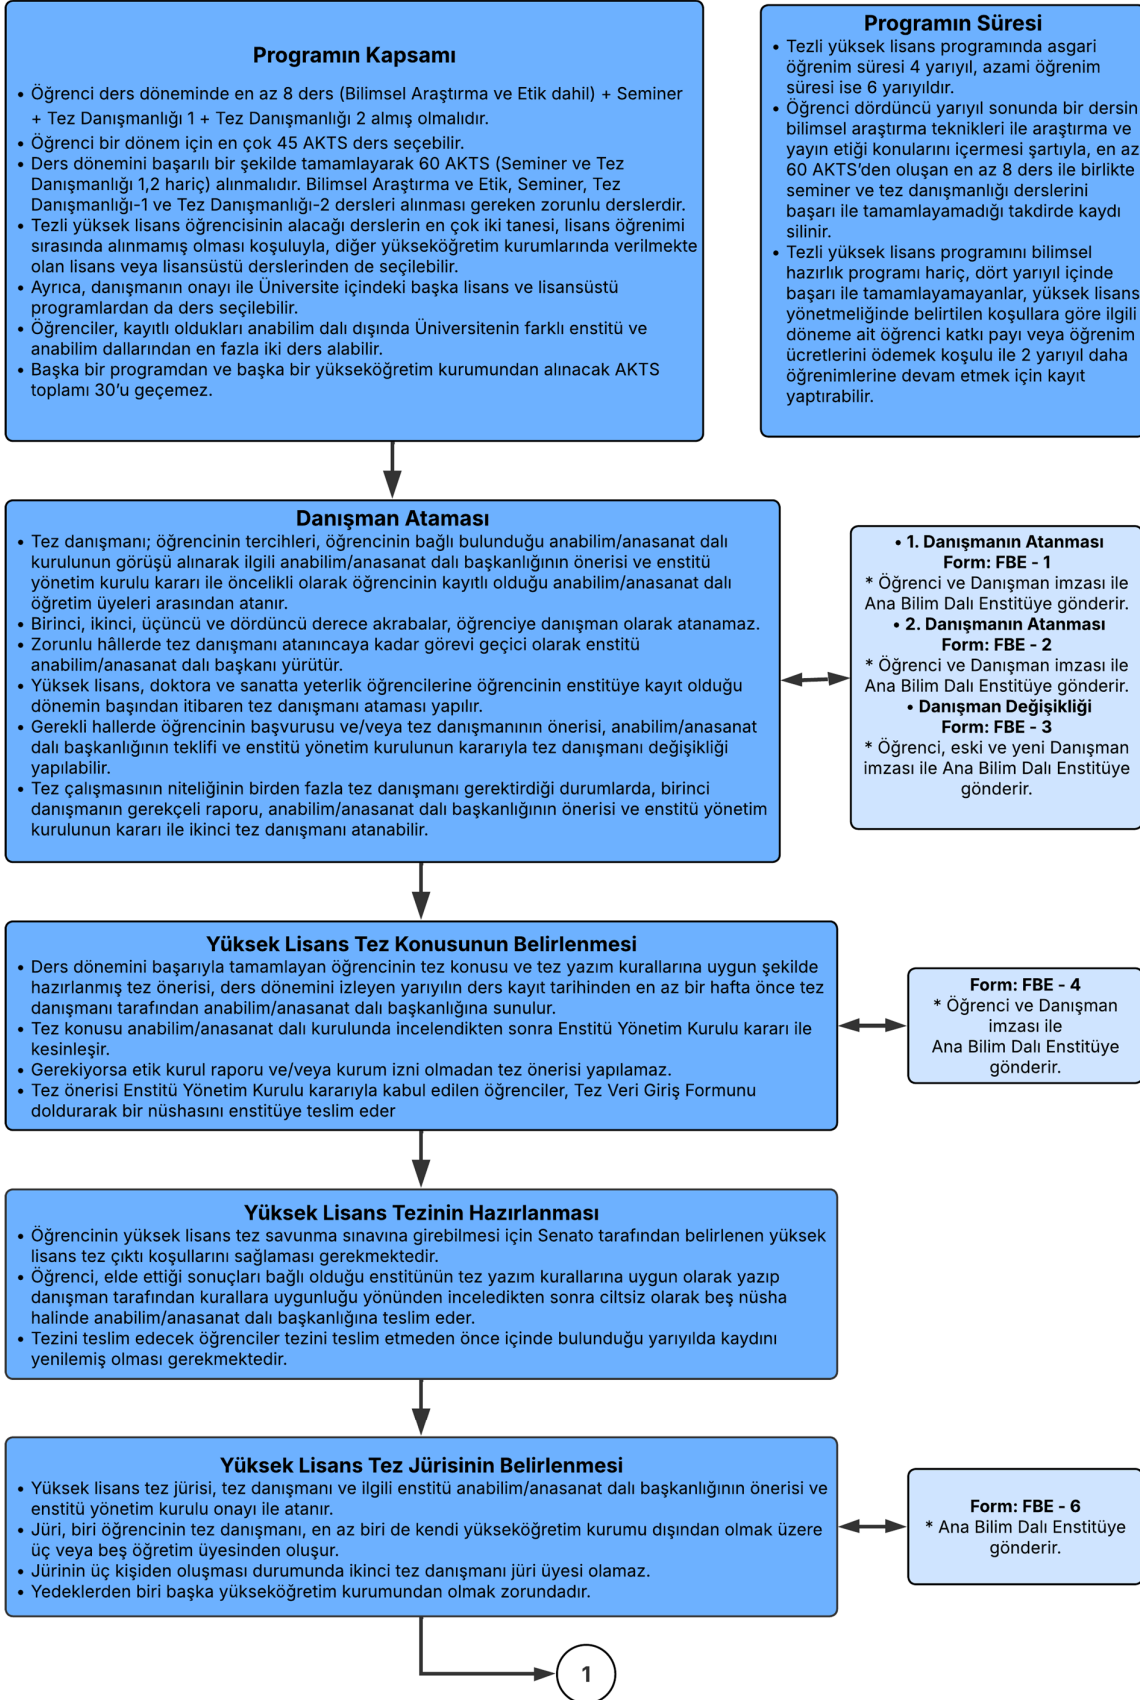 Programın Kapsamı
• Öğrenci ders döneminde en az 8 ders (Bilimsel Araştırma ve Etik dahil) + Seminer
+ Tez Danışmanlığı 1 + Tez Danışmanlığı 2 almış olmalıdır.
• Öğrenci bir dönem için en çok 45 AKTS ders seçebilir.
• Ders dönemini başarılı bir şekilde tamamlayarak 60 AKTS (Seminer ve Tez
Danışmanlığı 1,2 hariç) alınmalıdır. Bilimsel Araştırma ve Etik, Seminer, Tez
Danışmanlığı-1 ve Tez Danışmanlığı-2 dersleri alınması gereken zorunlu derslerdir.
• Tezli yüksek lisans öğrencisinin alacağı derslerin en çok iki tanesi, lisans öğrenimi
sırasında alınmamış olması koşuluyla, diğer yükseköğretim kurumlarında verilmekte
olan lisans veya lisansüstü derslerinden de seçilebilir.
• Ayrıca, danışmanın onayı ile Üniversite içindeki başka lisans ve lisansüstü
programlardan da ders seçilebilir.
• Öğrenciler, kayıtlı oldukları anabilim dalı dışında Üniversitenin farklı enstitü ve
anabilim dallarından en fazla iki ders alabilir.
• Başka bir programdan ve başka bir yükseköğretim kurumundan alınacak AKTS
toplamı 30’u geçemez.
Programın Süresi
• Tezli yüksek lisans programında asgari
öğrenim süresi 4 yarıyıl, azami öğrenim
süresi ise 6 yarıyıldır.
• Öğrenci dördüncü yarıyıl sonunda bir dersin
bilimsel araştırma teknikleri ile araştırma ve
yayın etiği konularını içermesi şartıyla, en az
60 AKTS’den oluşan en az 8 ders ile birlikte
seminer ve tez danışmanlığı derslerini
başarı ile tamamlayamadığı takdirde kaydı
silinir.
• Tezli yüksek lisans programını bilimsel
hazırlık programı hariç, dört yarıyıl içinde
başarı ile tamamlayamayanlar, yüksek lisans
yönetmeliğinde belirtilen koşullara göre ilgili
döneme ait öğrenci katkı payı veya öğrenim
ücretlerini ödemek koşulu ile 2 yarıyıl daha
öğrenimlerine devam etmek için kayıt
yaptırabilir.
Danışman Ataması
• Tez danışmanı; öğrencinin tercihleri, öğrencinin bağlı bulunduğu anabilim/anasanat dalı
kurulunun görüşü alınarak ilgili anabilim/anasanat dalı başkanlığının önerisi ve enstitü
yönetim kurulu kararı ile öncelikli olarak öğrencinin kayıtlı olduğu anabilim/anasanat dalı
öğretim üyeleri arasından atanır.
• Birinci, ikinci, üçüncü ve dördüncü derece akrabalar, öğrenciye danışman olarak atanamaz.
• Zorunlu hâllerde tez danışmanı atanıncaya kadar görevi geçici olarak enstitü
anabilim/anasanat dalı başkanı yürütür.
• Yüksek lisans, doktora ve sanatta yeterlik öğrencilerine öğrencinin enstitüye kayıt olduğu
dönemin başından itibaren tez danışmanı ataması yapılır.
• Gerekli hallerde öğrencinin başvurusu ve/veya tez danışmanının önerisi, anabilim/anasanat
dalı başkanlığının teklifi ve enstitü yönetim kurulunun kararıyla tez danışmanı değişikliği
yapılabilir.
• Tez çalışmasının niteliğinin birden fazla tez danışmanı gerektirdiği durumlarda, birinci
danışmanın gerekçeli raporu, anabilim/anasanat dalı başkanlığının önerisi ve enstitü yönetim
kurulunun kararı ile ikinci tez danışmanı atanabilir.
• 1. Danışmanın Atanması
Form: FBE - 1
* Öğrenci ve Danışman imzası ile
Ana Bilim Dalı Enstitüye gönderir.
• 2. Danışmanın Atanması
Form: FBE - 2
* Öğrenci ve Danışman imzası ile
Ana Bilim Dalı Enstitüye gönderir.
• Danışman Değişikliği
Form: FBE - 3
* Öğrenci, eski ve yeni Danışman
imzası ile Ana Bilim Dalı Enstitüye
gönderir.
Yüksek Lisans Tez Konusunun Belirlenmesi
• Ders dönemini başarıyla tamamlayan öğrencinin tez konusu ve tez yazım kurallarına uygun şekilde
hazırlanmış tez önerisi, ders dönemini izleyen yarıyılın ders kayıt tarihinden en az bir hafta önce tez
danışmanı tarafından anabilim/anasanat dalı başkanlığına sunulur.
• Tez konusu anabilim/anasanat dalı kurulunda incelendikten sonra Enstitü Yönetim Kurulu kararı ile
kesinleşir.
• Gerekiyorsa etik kurul raporu ve/veya kurum izni olmadan tez önerisi yapılamaz.
• Tez önerisi Enstitü Yönetim Kurulu kararıyla kabul edilen öğrenciler, Tez Veri Giriş Formunu
doldurarak bir nüshasını enstitüye teslim eder
Form: FBE - 4
* Öğrenci ve Danışman
imzası ile
Ana Bilim Dalı Enstitüye
gönderir.
Yüksek Lisans Tezinin Hazırlanması
• Öğrencinin yüksek lisans tez savunma sınavına girebilmesi için Senato tarafından belirlenen yüksek
lisans tez çıktı koşullarını sağlaması gerekmektedir.
• Öğrenci, elde ettiği sonuçları bağlı olduğu enstitünün tez yazım kurallarına uygun olarak yazıp
danışman tarafından kurallara uygunluğu yönünden inceledikten sonra ciltsiz olarak beş nüsha
halinde anabilim/anasanat dalı başkanlığına teslim eder.
• Tezini teslim edecek öğrenciler tezini teslim etmeden önce içinde bulunduğu yarıyılda kaydını
yenilemiş olması gerekmektedir.
Yüksek Lisans Tez Jürisinin Belirlenmesi
• Yüksek lisans tez jürisi, tez danışmanı ve ilgili enstitü anabilim/anasanat dalı başkanlığının önerisi ve
enstitü yönetim kurulu onayı ile atanır.
• Jüri, biri öğrencinin tez danışmanı, en az biri de kendi yükseköğretim kurumu dışından olmak üzere
üç veya beş öğretim üyesinden oluşur.
• Jürinin üç kişiden oluşması durumunda ikinci tez danışmanı jüri üyesi olamaz.
• Yedeklerden biri başka yükseköğretim kurumundan olmak zorundadır.
Form: FBE - 6
* Ana Bilim Dalı Enstitüye
gönderir.
1